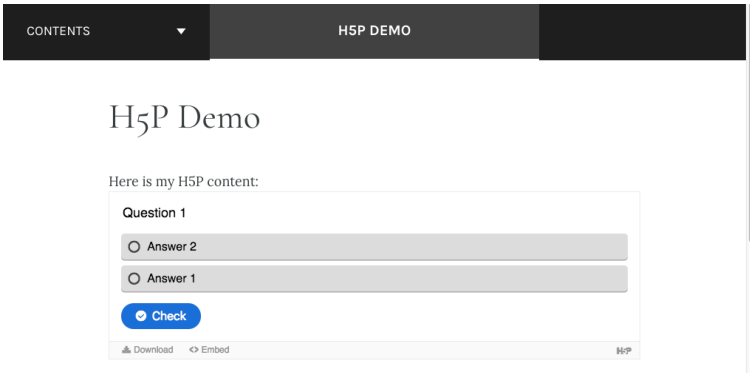 CONTENTS H5P DEMO
H5P Demo
Here is my H5P content:
Question 1
Answer 2
Answer 1
Check
Download <> Embed H5P